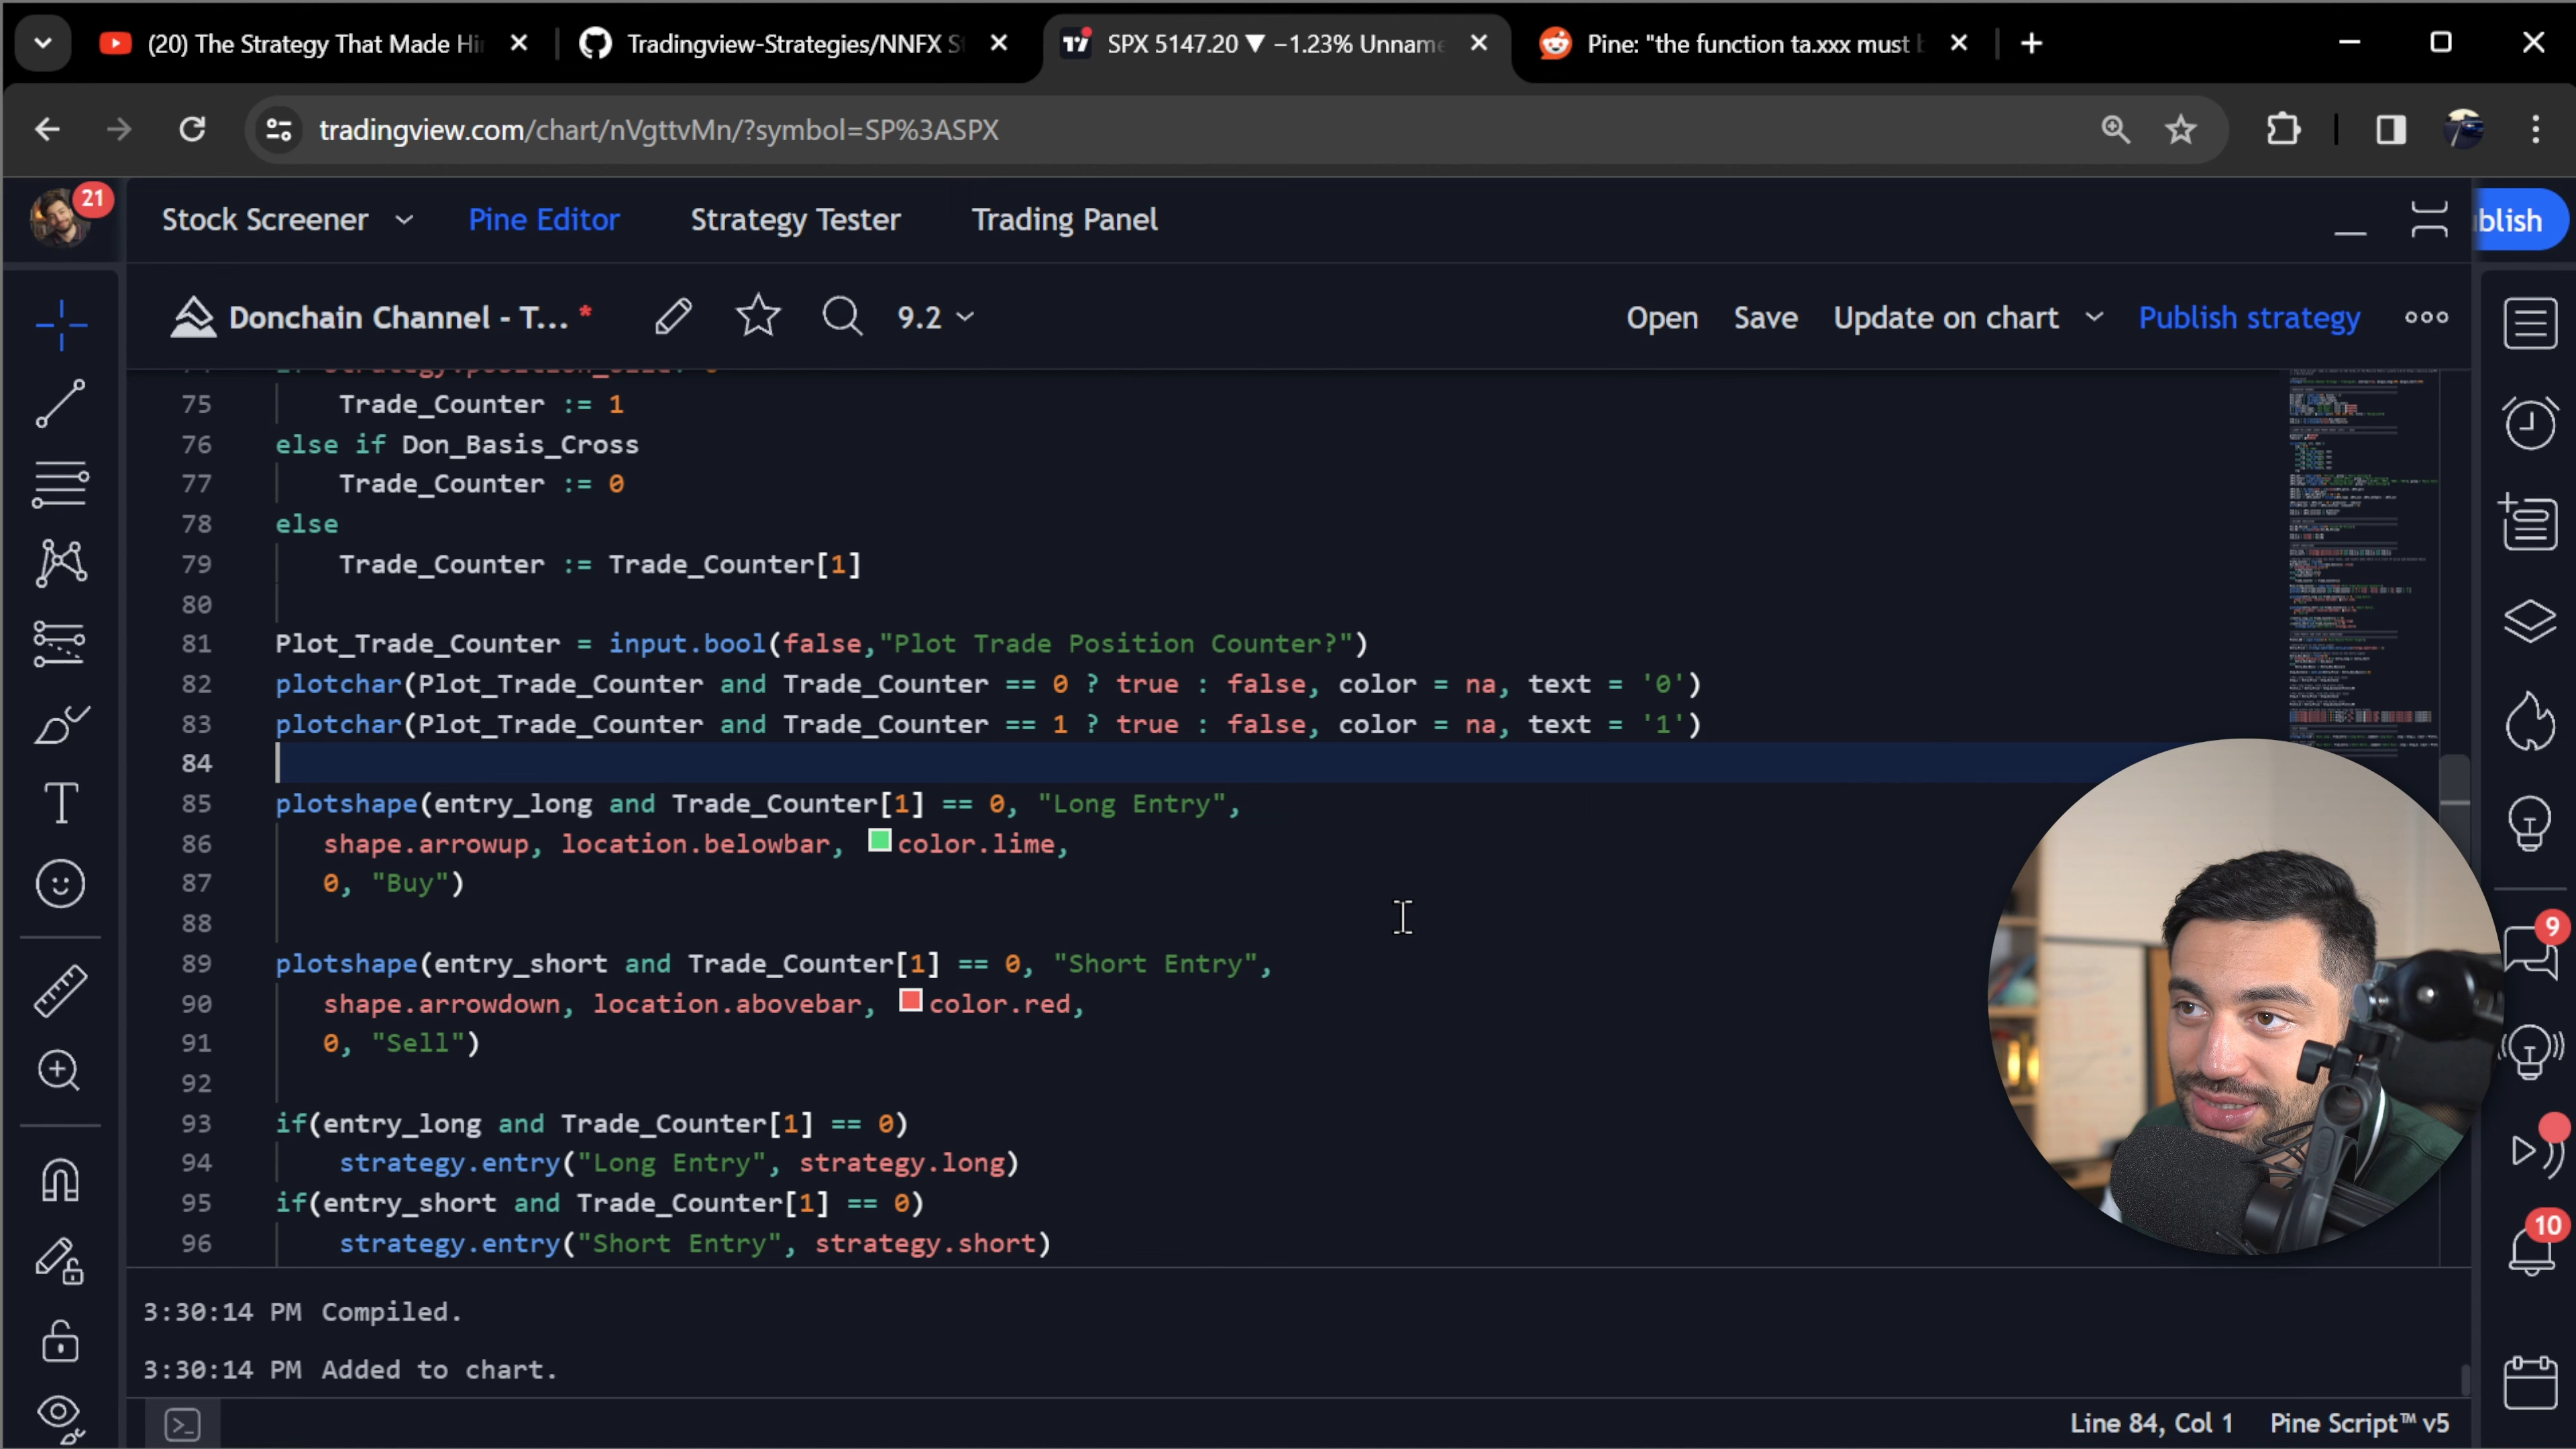 (20) The Strategy That Made Hi
Tradingview-Strategies/NNFX S
SPX 5147.20 ▼ −1.23% Unname
Pine: "the function ta.xxx must
tradingview.com/chart/nVgttvMn/?symbol=SP%3ASPX
21
Stock Screener
Pine Editor
Strategy Tester
Trading Panel
blish
Donchain Channel - T... *
9.2
Open
Save
Update on chart
Publish strategy
75 Trade_Counter := 1
76 else if Don_Basis_Cross
77 Trade_Counter := 0
78 else
79 Trade_Counter := Trade_Counter[1]
80
81 Plot_Trade_Counter = input.bool(false,"Plot Trade Position Counter?")
82 plotchar(Plot_Trade_Counter and Trade_Counter == 0 ? true : false, color = na, text = '0')
83 plotchar(Plot_Trade_Counter and Trade_Counter == 1 ? true : false, color = na, text = '1')
84
85 plotshape(entry_long and Trade_Counter[1] == 0, "Long Entry",
86 shape.arrowup, location.belowbar, color.lime,
87 0, "Buy")
88
89 plotshape(entry_short and Trade_Counter[1] == 0, "Short Entry",
90 shape.arrowdown, location.abovebar, color.red,
91 0, "Sell")
92
93 if(entry_long and Trade_Counter[1] == 0)
94 strategy.entry("Long Entry", strategy.long)
95 if(entry_short and Trade_Counter[1] == 0)
96 strategy.entry("Short Entry", strategy.short)
9
10
3:30:14 PM Compiled.
3:30:14 PM Added to chart.
Line 84, Col 1
Pine Script™ v5